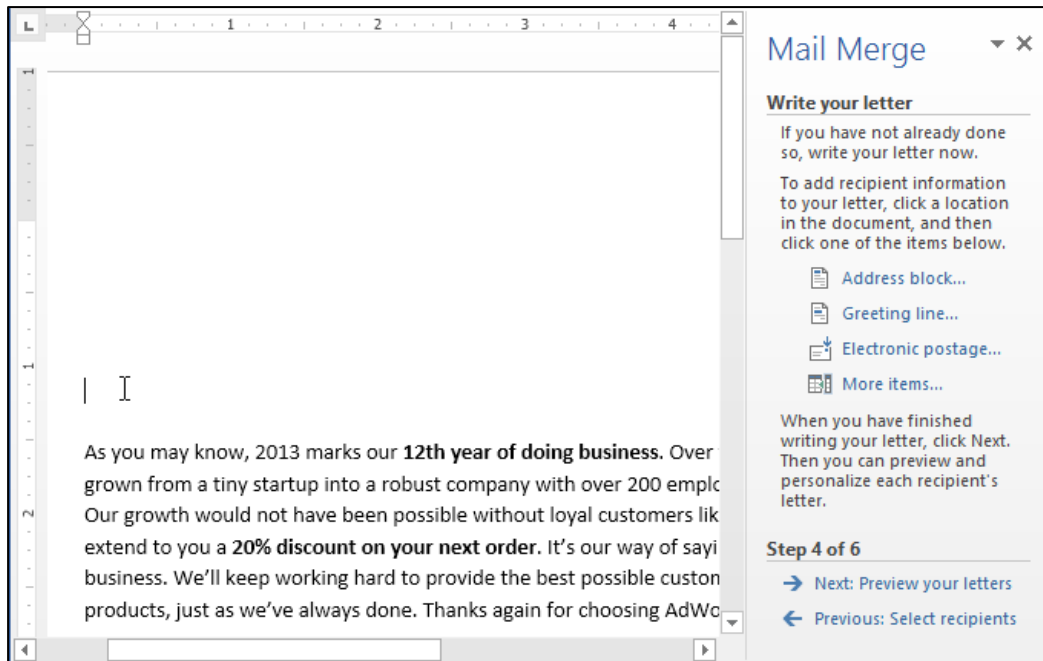 L 1 2 3 4
1
1
2
As you may know, 2013 marks our 12th year of doing business. Over
grown from a tiny startup into a robust company with over 200 emplo
Our growth would not have been possible without loyal customers lik
extend to you a 20% discount on your next order. It's our way of sayi
business. We'll keep working hard to provide the best possible custon
products, just as we've always done. Thanks again for choosing AdWo
Mail Merge
Write your letter
If you have not already done
so, write your letter now.
To add recipient information
to your letter, click a location
in the document, and then
click one of the items below.
Address block...
Greeting line...
Electronic postage...
More items...
When you have finished
writing your letter, click Next.
Then you can preview and
personalize each recipient's
letter.
Step 4 of 6
Next: Preview your letters
Previous: Select recipients